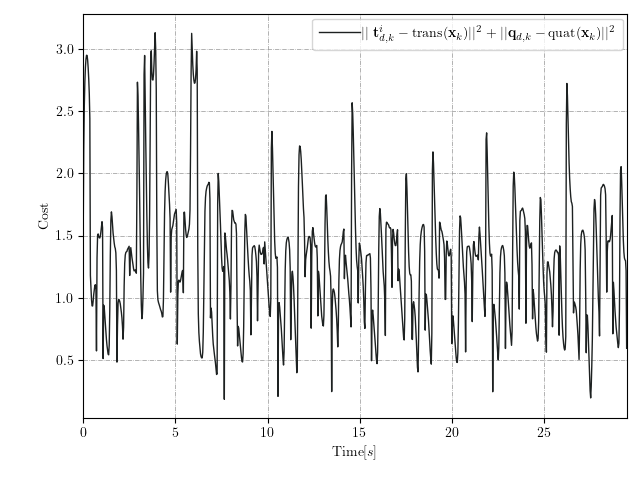 || t^i_{d,k} − trans(x_k)||^2 + ||q_{d,k} − quat(x_k)||^2
3.0
2.5
2.0
1.5
1.0
0.5
Cost
0 5 10 15 20 25
Time[s]